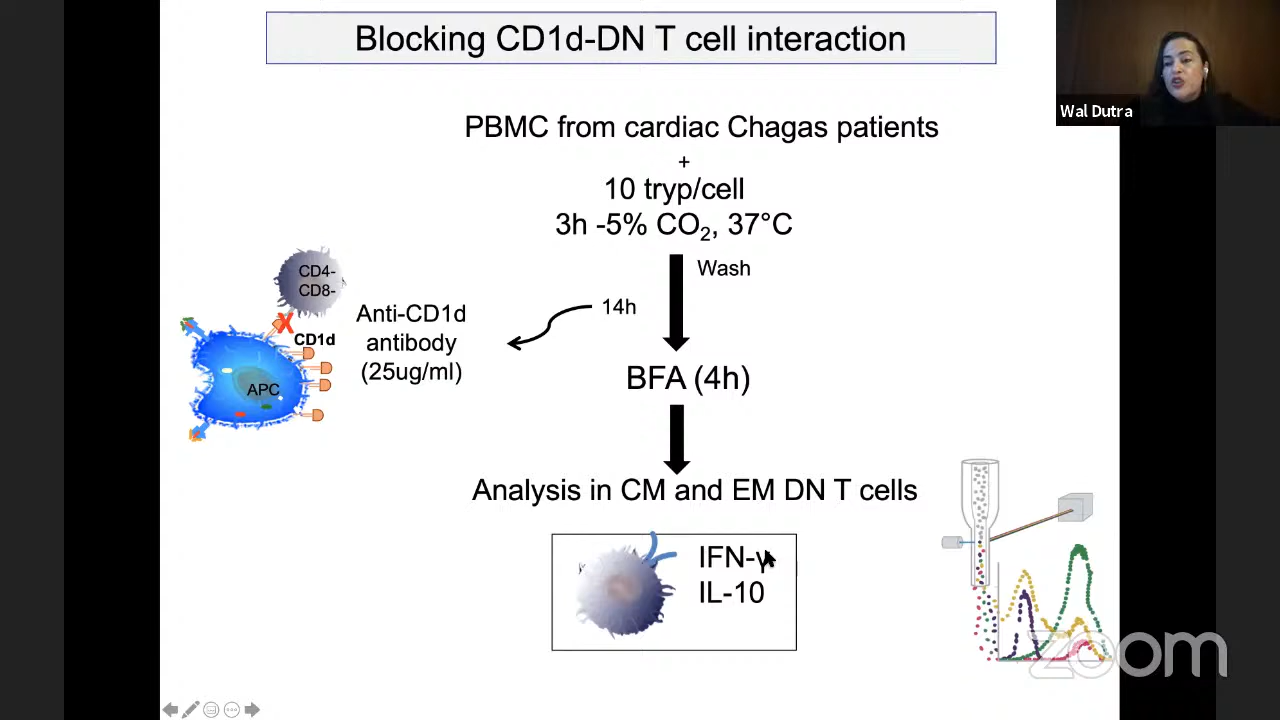 Blocking CD1d-DN T cell interaction
Wal Dutra
PBMC from cardiac Chagas patients
+
10 tryp/cell
3h -5% CO₂, 37°C
Wash
14h
CD4-
CD8-
CD1d
APC
Anti-CD1d
antibody
(25ug/ml)
BFA (4h)
Analysis in CM and EM DN T cells
IFN-γ
IL-10
zoom